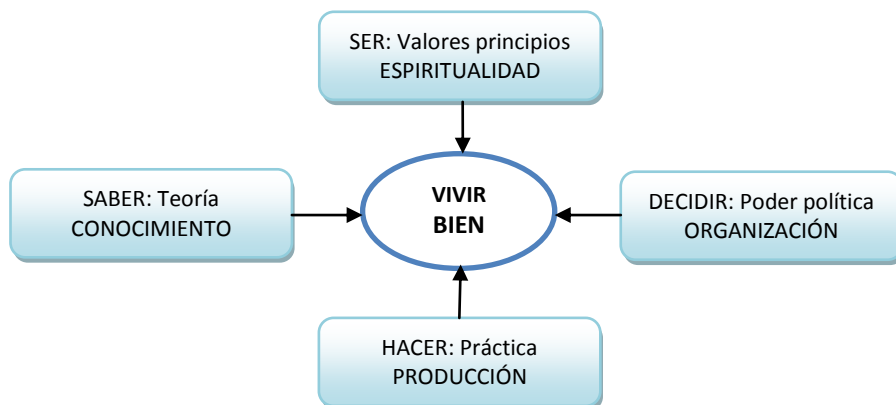 SER: Valores principios
ESPIRITUALIDAD
SABER: Teoría
CONOCIMIENTO
VIVIR
BIEN
DECIDIR: Poder política
ORGANIZACIÓN
HACER: Práctica
PRODUCCIÓN